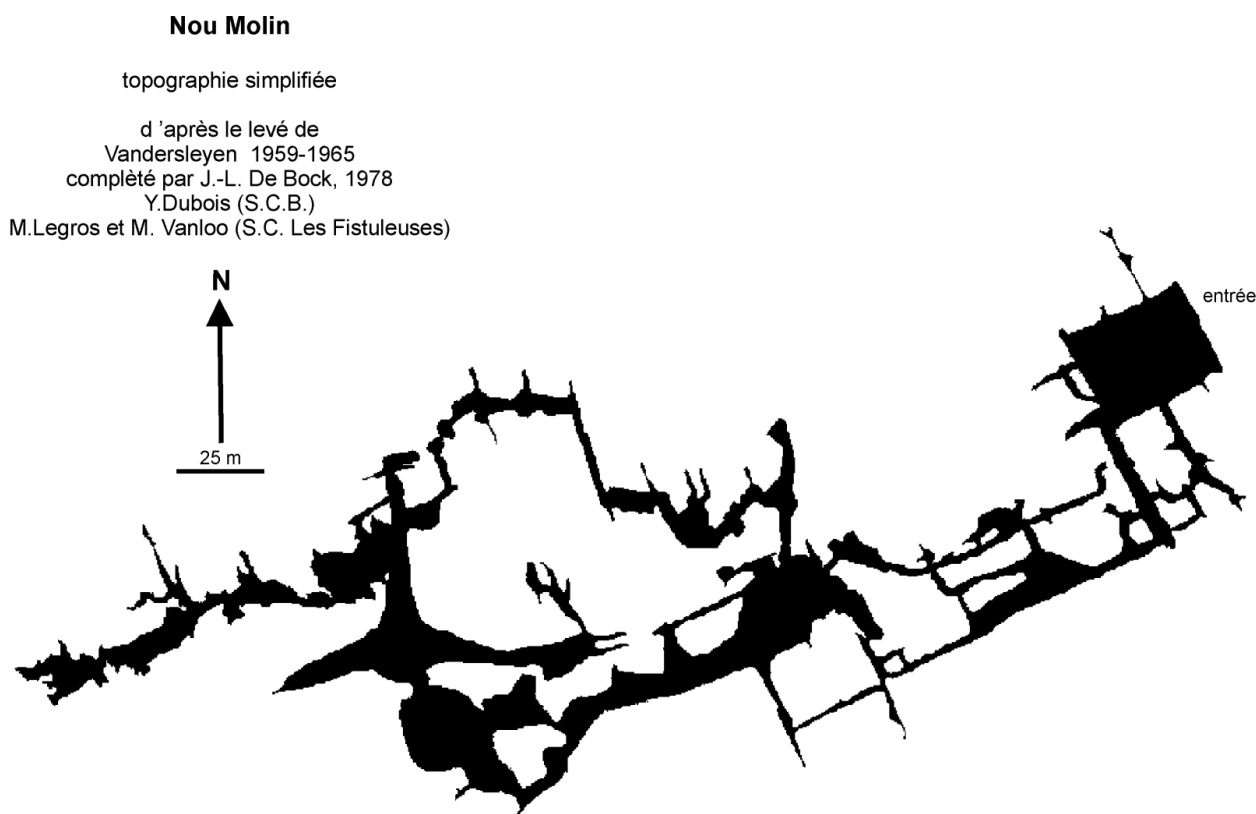 Nou Molin
topographie simplifiée
d ’après le levé de
Vandersleyen 1959-1965
complèté par J.-L. De Bock, 1978
Y.Dubois (S.C.B.)
M.Legros et M. Vanloo (S.C. Les Fistuleuses)
N
entrée
25 m